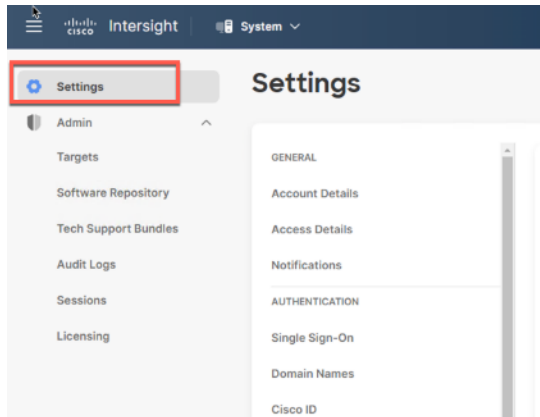 cisco Intersight System
Settings
Admin
Targets
Software Repository
Tech Support Bundles
Audit Logs
Sessions
Licensing
Settings
GENERAL
Account Details
Access Details
Notifications
AUTHENTICATION
Single Sign-On
Domain Names
Cisco ID